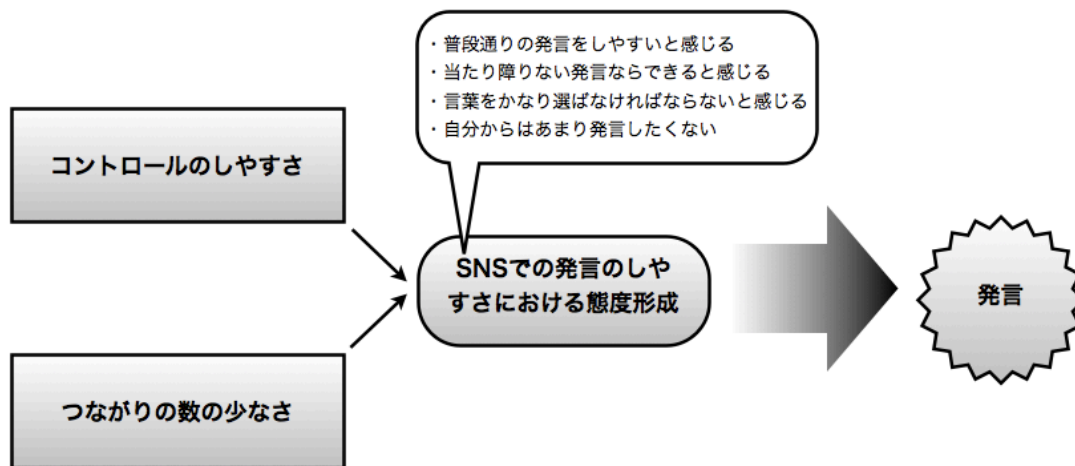 ・普段通りの発言をしやすいと感じる
・当たり障りない発言ならできると感じる
・言葉をかなり選ばなければならないと感じる
・自分からはあまり発言したくない
コントロールのしやすさ
SNSでの発言のしや
すさにおける態度形成
発言
つながりの数の少なさ